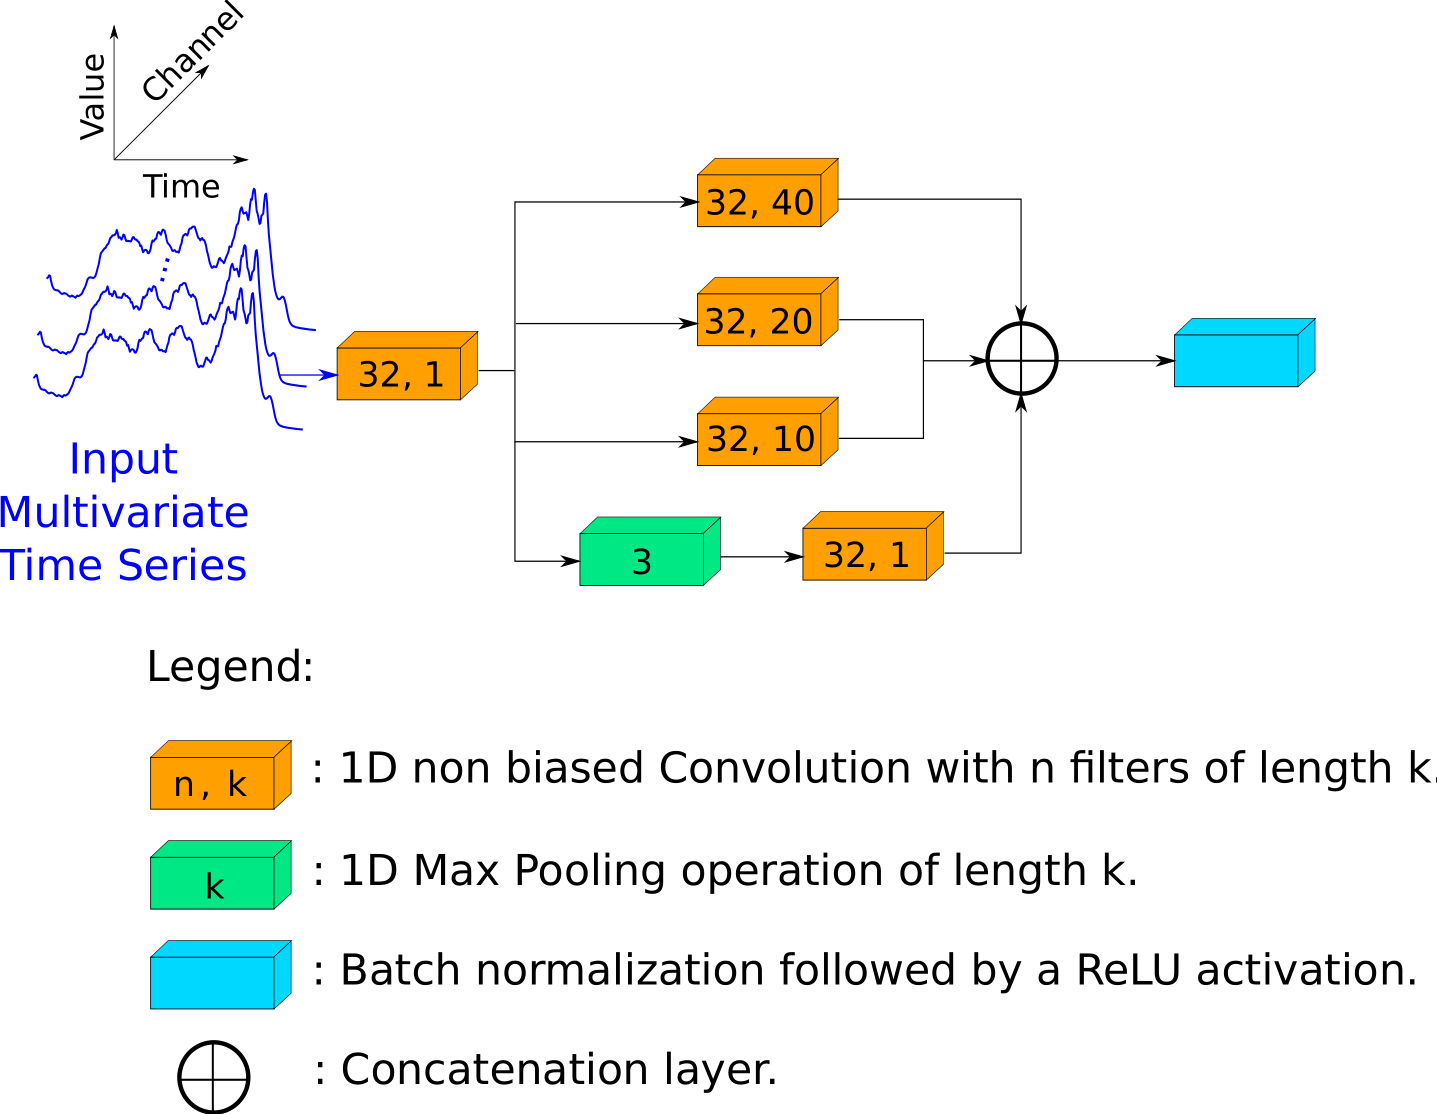 Value
Channel
Time
32, 40
32, 20
32, 1
32, 10
Input
Multivariate
Time Series
3
32, 1
Legend:
n, k
: 1D non biased Convolution with n filters of length k.
k
: 1D Max Pooling operation of length k.
: Batch normalization followed by a ReLU activation.
: Concatenation layer.